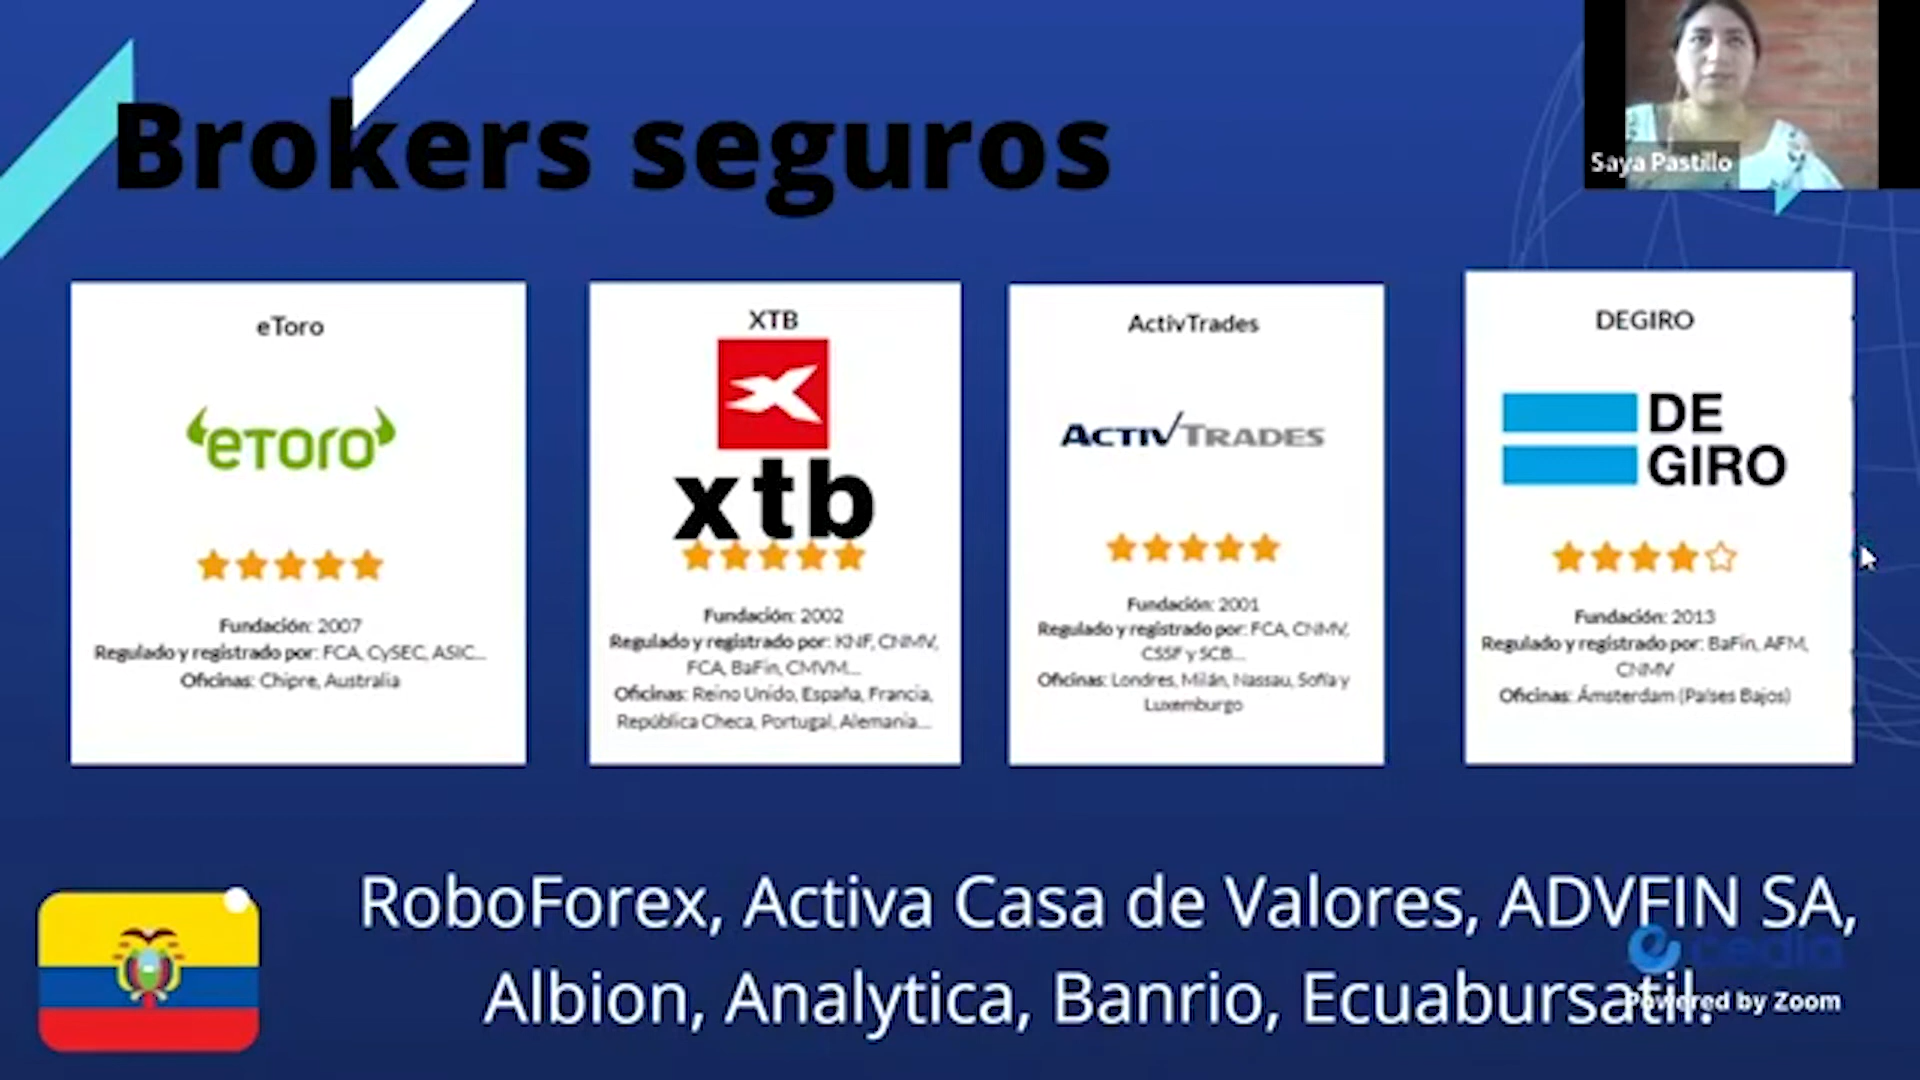 Saya Pastillo
Brokers seguros
eToro
eToro
Fundación: 2007
Regulado y registrado por: FCA, CySEC, ASIC...
Oficinas: Chipre, Australia
XTB
xtb
Fundación: 2002
Regulado y registrado por: KNF, CNMV,
FCA, BaFin, CMVM...
Oficinas: Reino Unido, España, Francia,
República Checa, Portugal, Alemania...
ActivTrades
ACTIVTRADES
Fundación: 2001
Regulado y registrado por: FCA, CNMV,
CSSF y SCB...
Oficinas: Londres, Milán, Nassau, Sofía y
Luxemburgo
DEGIRO
DE
GIRO
Fundación: 2013
Regulado y registrado por: BaFin, AFM,
CNMV
Oficinas: Ámsterdam (Países Bajos)
RoboForex, Activa Casa de Valores, ADVFIN SA,
Albion, Analytica, Banrio, Ecuabursatil.
cedia
Powered by Zoom